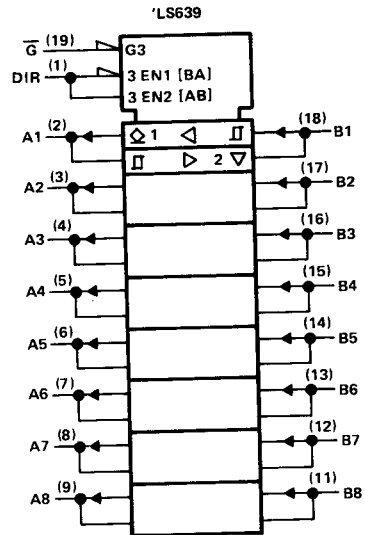 'LS639
G̅ (19) G3
DIR (1) 3 EN1 [BA]
3 EN2 [AB]
A1 (2) 1 (18) B1
2
A2 (3) (17) B2
A3 (4) (16) B3
A4 (5) (15) B4
A5 (6) (14) B5
A6 (7) (13) B6
A7 (8) (12) B7
A8 (9) (11) B8